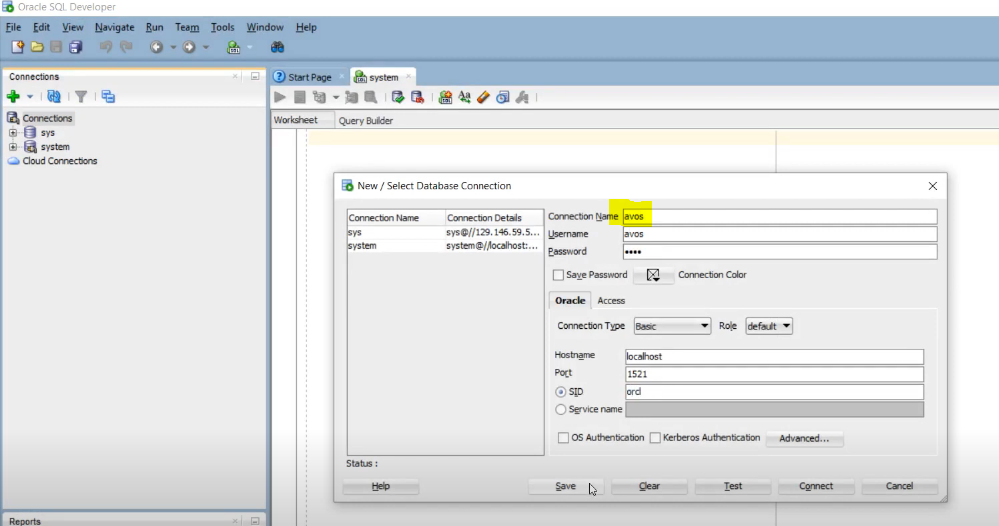 Oracle SQL Developer
File Edit View Navigate Run Team Tools Window Help
Connections
Start Page
system
Connections
sys
system
Cloud Connections
Worksheet Query Builder
New / Select Database Connection
Connection Name Connection Details
sys sys@//129.146.59.5...
system system@//localhost:...
Connection Name avos
Username avos
Password ••••
Save Password Connection Color
Oracle Access
Connection Type Basic Role default
Hostname localhost
Port 1521
SID orcl
Service name
OS Authentication Kerberos Authentication Advanced...
Status :
Help Save Clear Test Connect Cancel
Reports